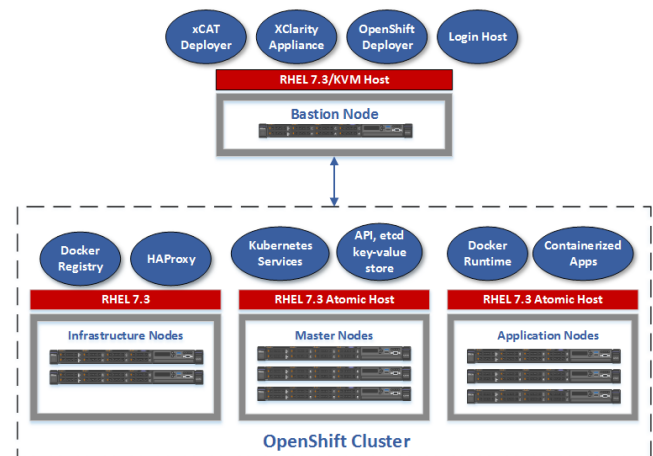 xCAT
Deployer
XClarity
Appliance
OpenShift
Deployer
Login Host
RHEL 7.3/KVM Host
Bastion Node
Docker
Registry
HAProxy
Kubernetes
Services
API, etcd
key-value
store
Docker
Runtime
Containerized
Apps
RHEL 7.3
RHEL 7.3 Atomic Host
RHEL 7.3 Atomic Host
Infrastructure Nodes
Master Nodes
Application Nodes
OpenShift Cluster